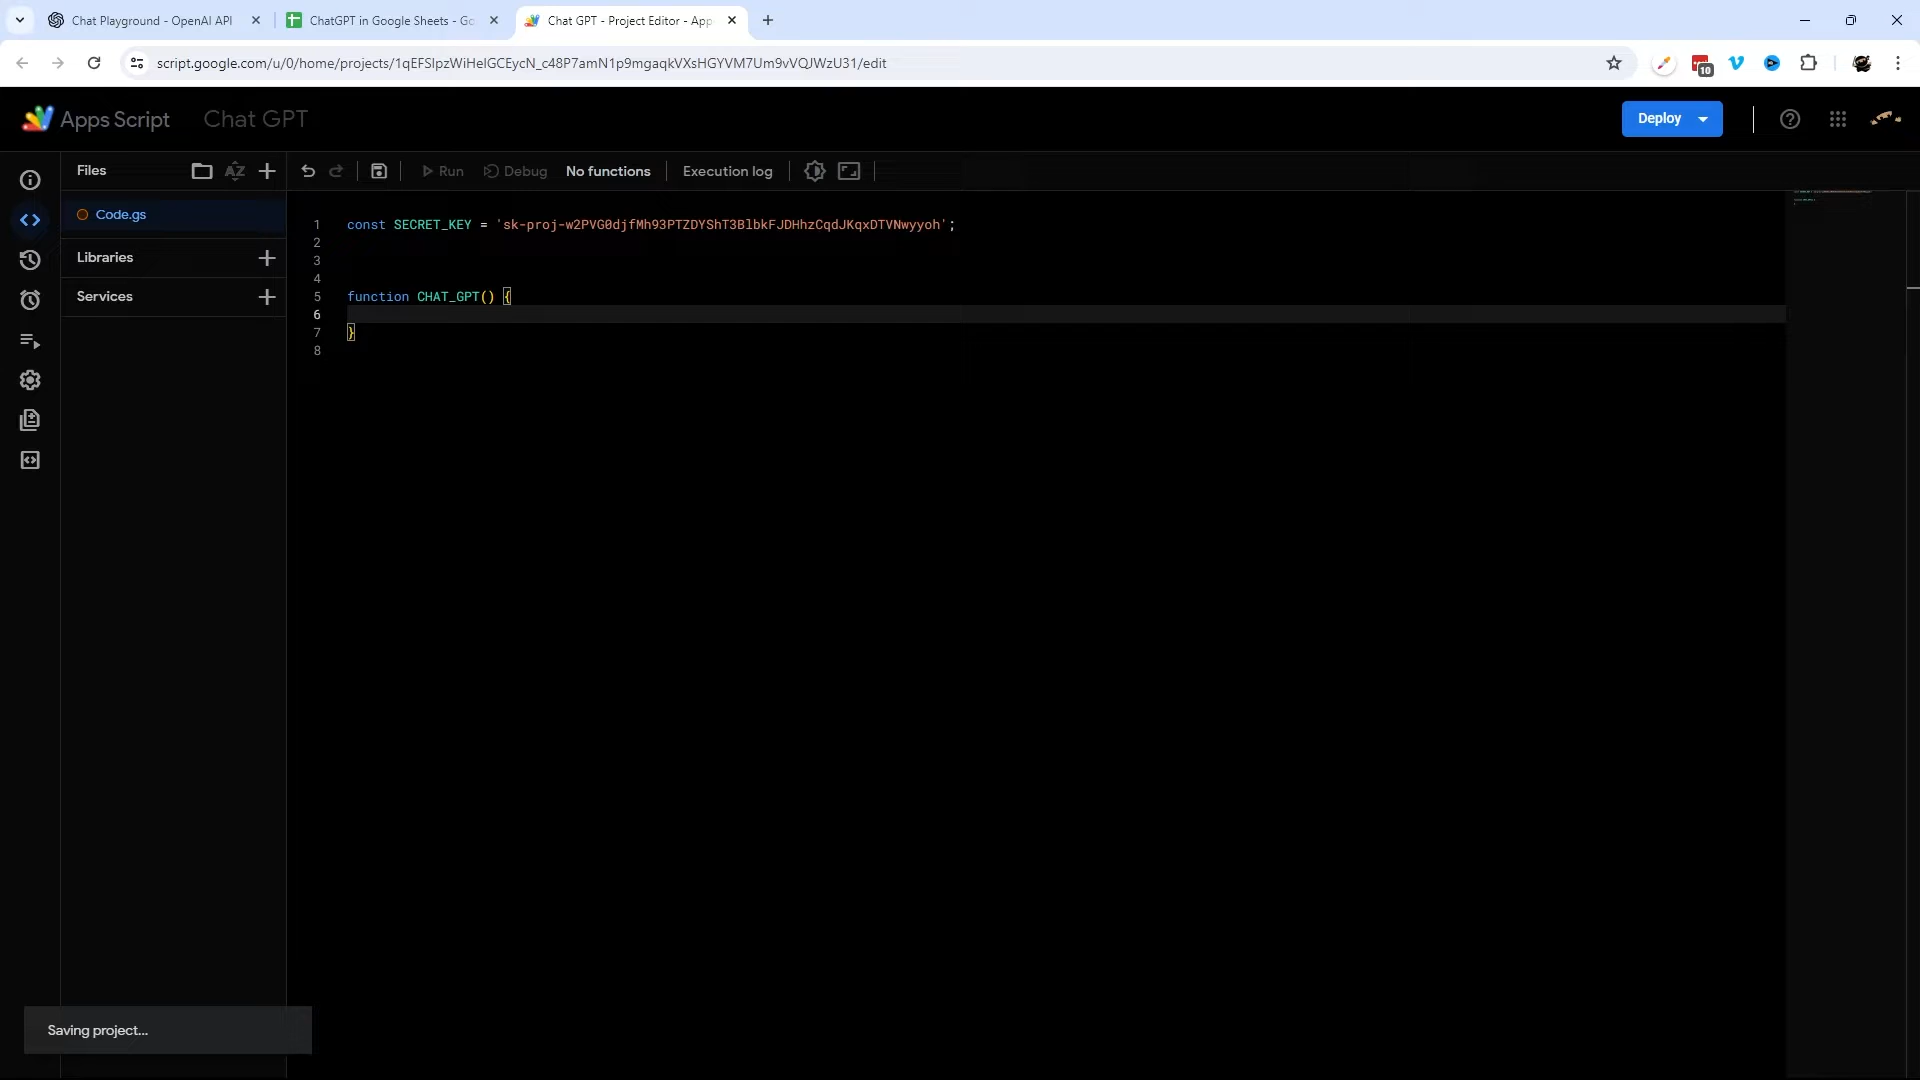 Chat Playground - OpenAI API
ChatGPT in Google Sheets - Go
Chat GPT - Project Editor - App
script.google.com/u/0/home/projects/1qEFSlpzWiHelGCEycN_c48P7amN1p9mgaqkVXsHGYVM7Um9vVQJWzU31/edit
10
Apps Script
Chat GPT
Deploy
Files
AZ
Run
Debug
No functions
Execution log
Code.gs
Libraries
Services
1 const SECRET_KEY = 'sk-proj-w2PVG0djfMh93PTZDYShT3BlbkFJDHhzCqdJKqxDTVNwyyoh';
2
3
4
5 function CHAT_GPT() {
6
7 }
8
Saving project...